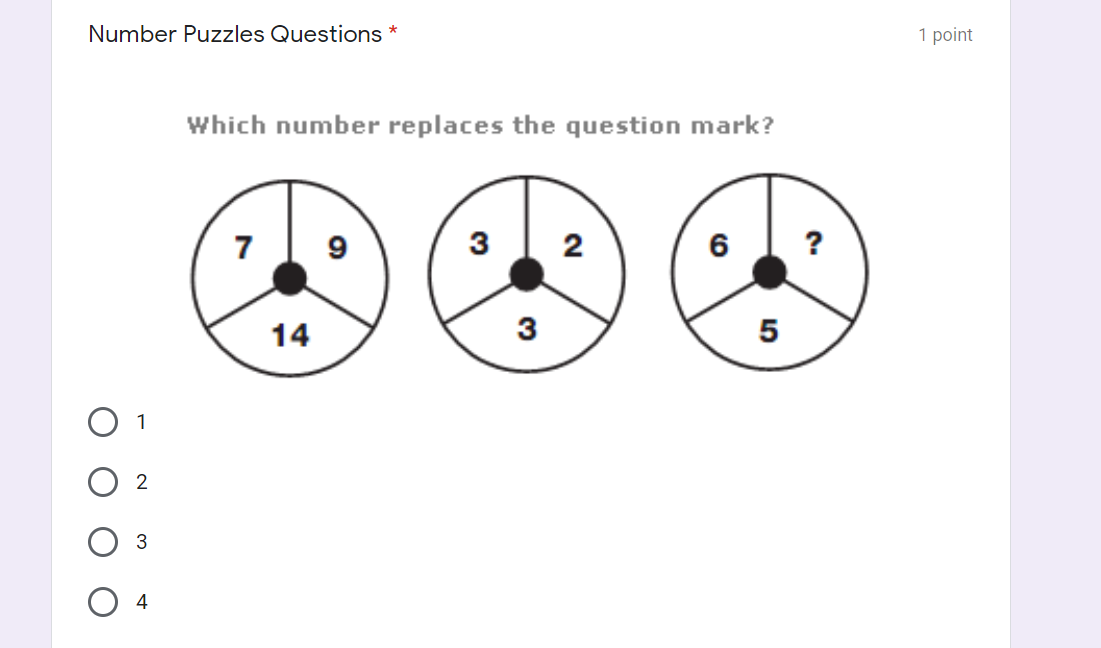 Number Puzzles Questions *
1 point
Which number replaces the question mark?
7 9 3 2 6 ?
14 3 5
1
2
3
4